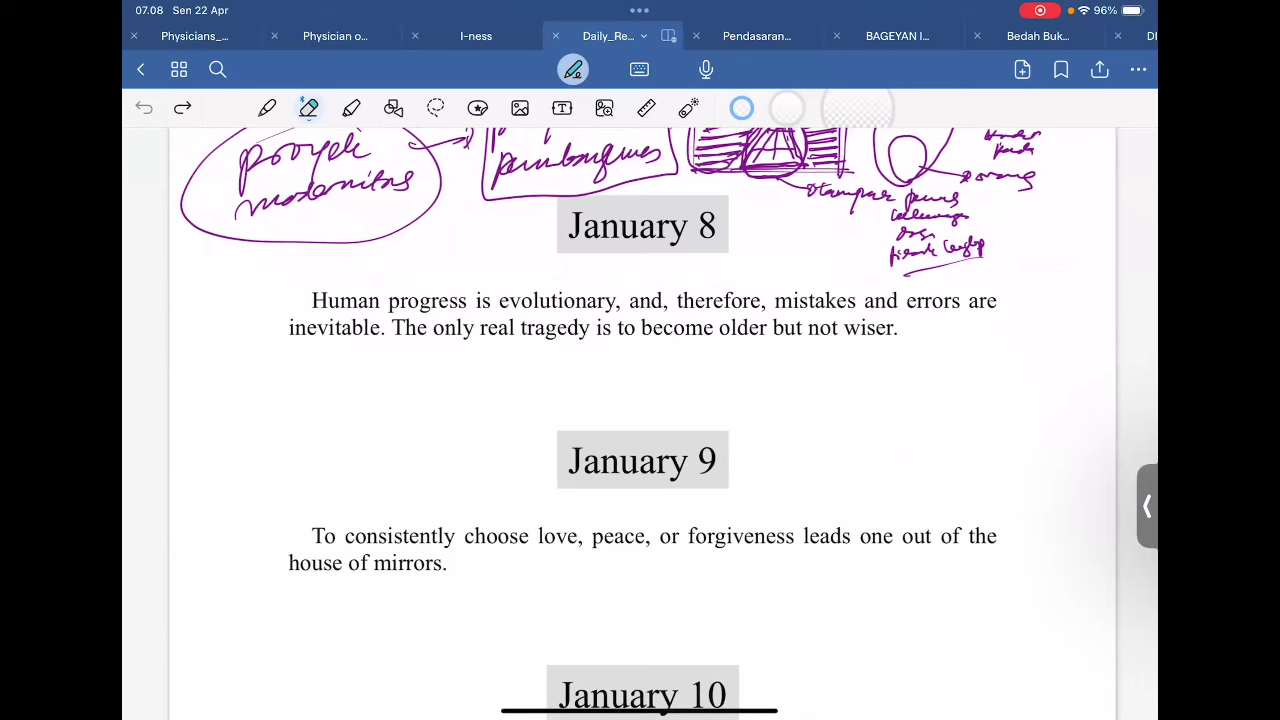 07.08 Sen 22 Apr
96%
Physicians_...
Physician o...
I-ness
Daily_Re...
Pendasaran...
BAGEYAN I...
Bedah Buk...
proyek
modernitas
January 8
Human progress is evolutionary, and, therefore, mistakes and errors are
inevitable. The only real tragedy is to become older but not wiser.
January 9
To consistently choose love, peace, or forgiveness leads one out of the
house of mirrors.
January 10